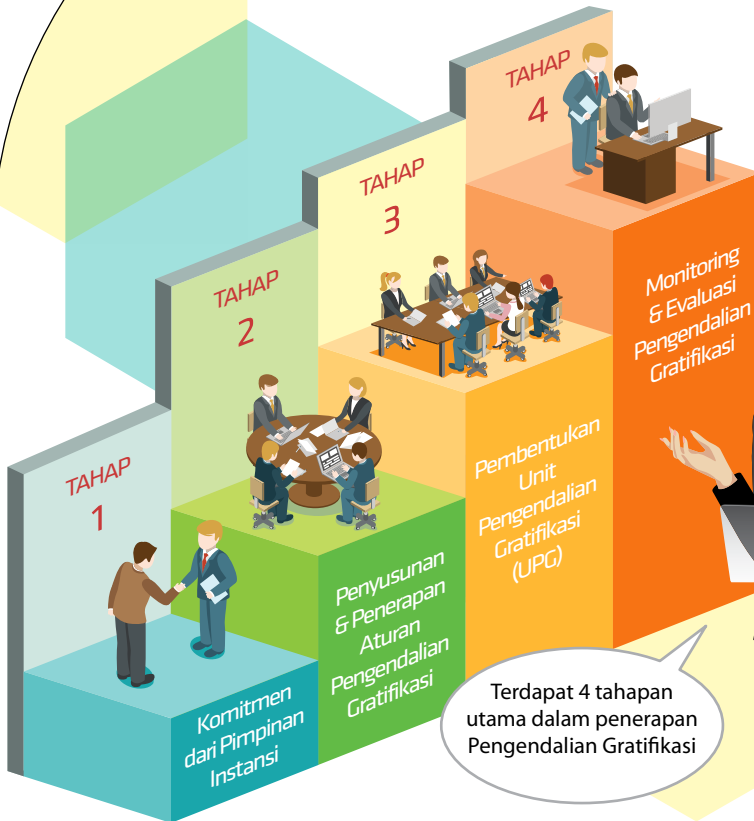 TAHAP
1
Komitmen
dari Pimpinan
Instansi
TAHAP
2
Penyusunan
& Penerapan
Aturan
Pengendalian
Gratifikasi
TAHAP
3
Pembentukan
Unit
Pengendalian
Gratifikasi
(UPG)
TAHAP
4
Monitoring
& Evaluasi
Pengendalian
Gratifikasi
Terdapat 4 tahapan
utama dalam penerapan
Pengendalian Gratifikasi